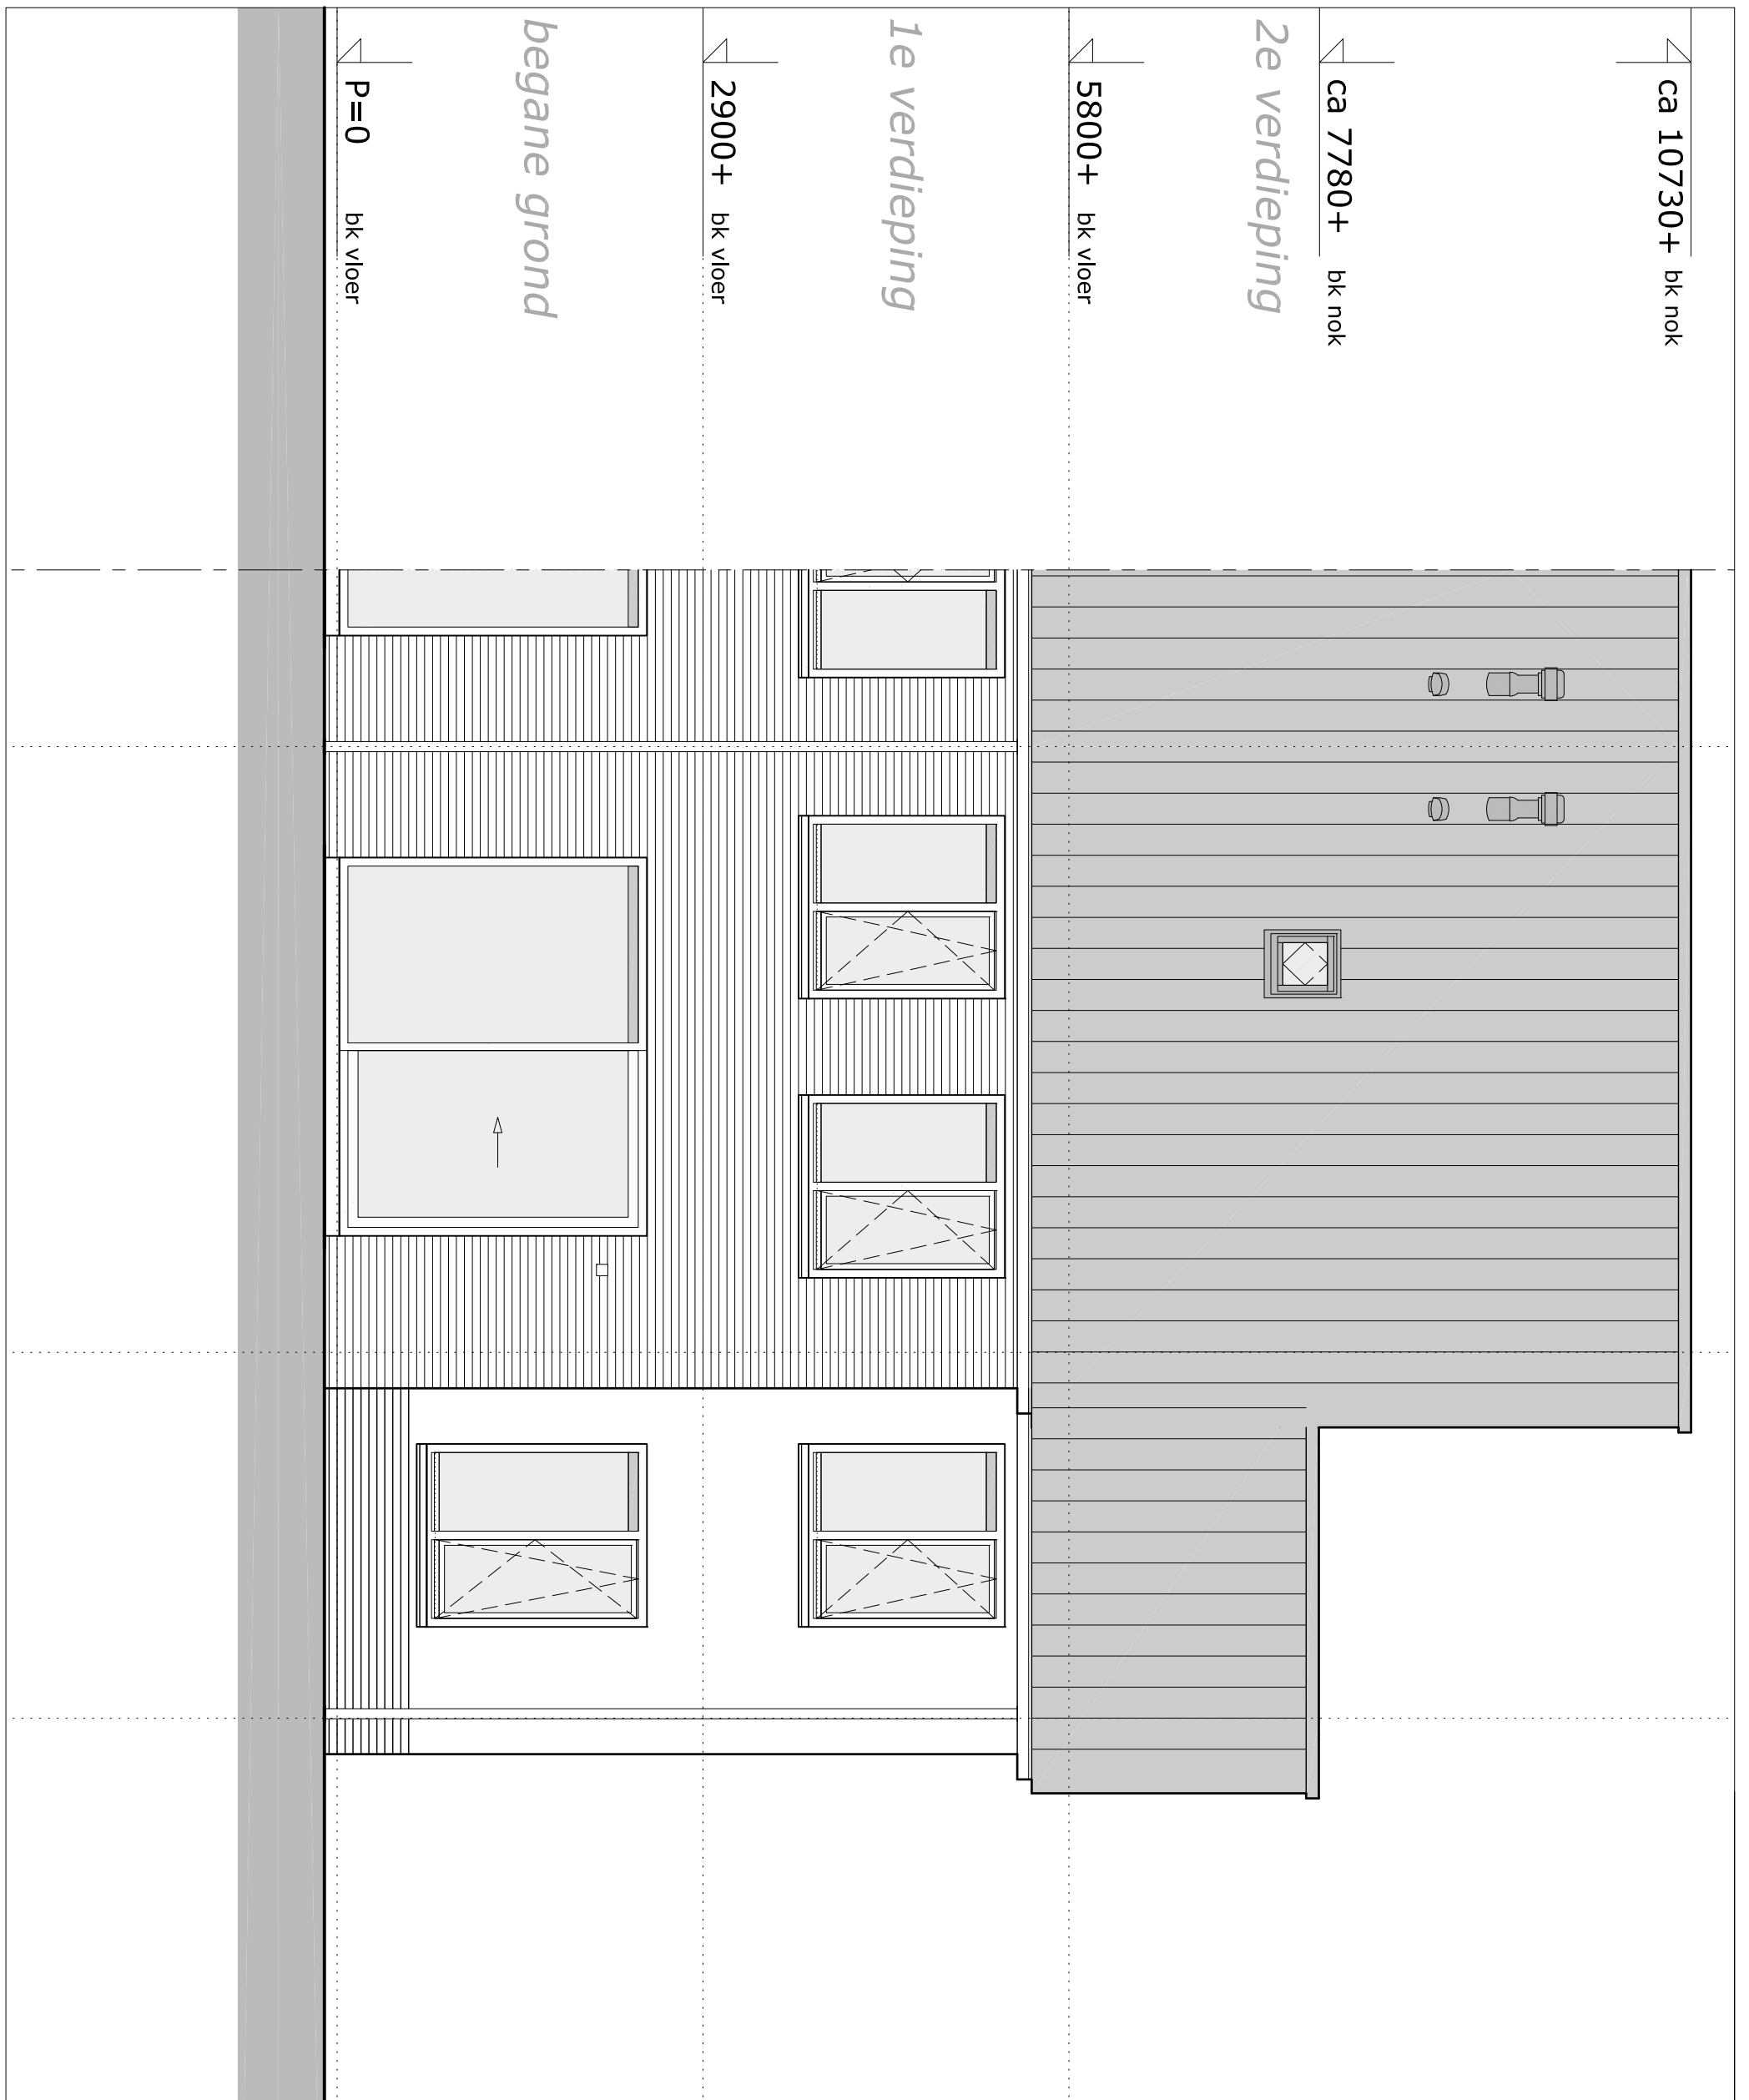 ca 10730+ bk nok
ca 7780+ bk nok
2e verdieping
5800+ bk vloer
1e verdieping
2900+ bk vloer
begane grond
P=0 bk vloer